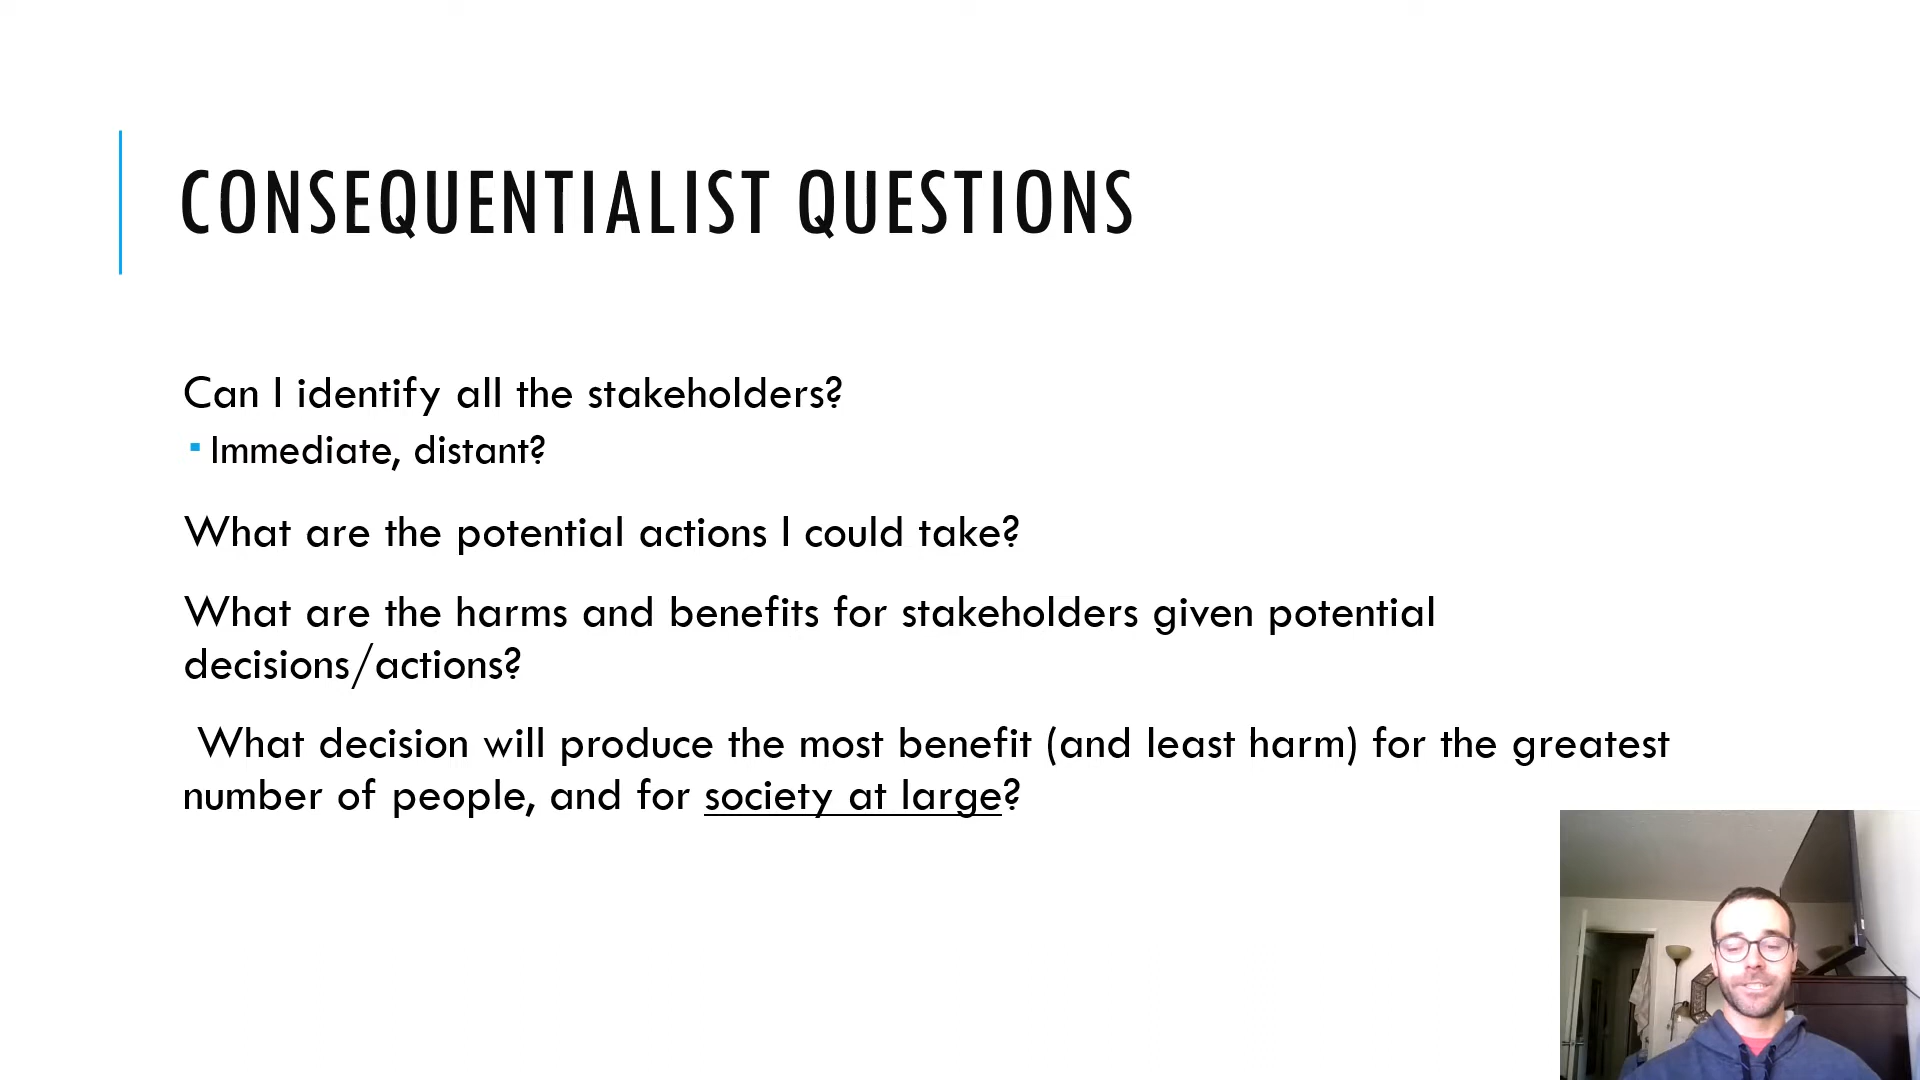 CONSEQUENTIALIST QUESTIONS
Can I identify all the stakeholders?
▪ Immediate, distant?
What are the potential actions I could take?
What are the harms and benefits for stakeholders given potential
decisions/actions?
What decision will produce the most benefit (and least harm) for the greatest
number of people, and for society at large?